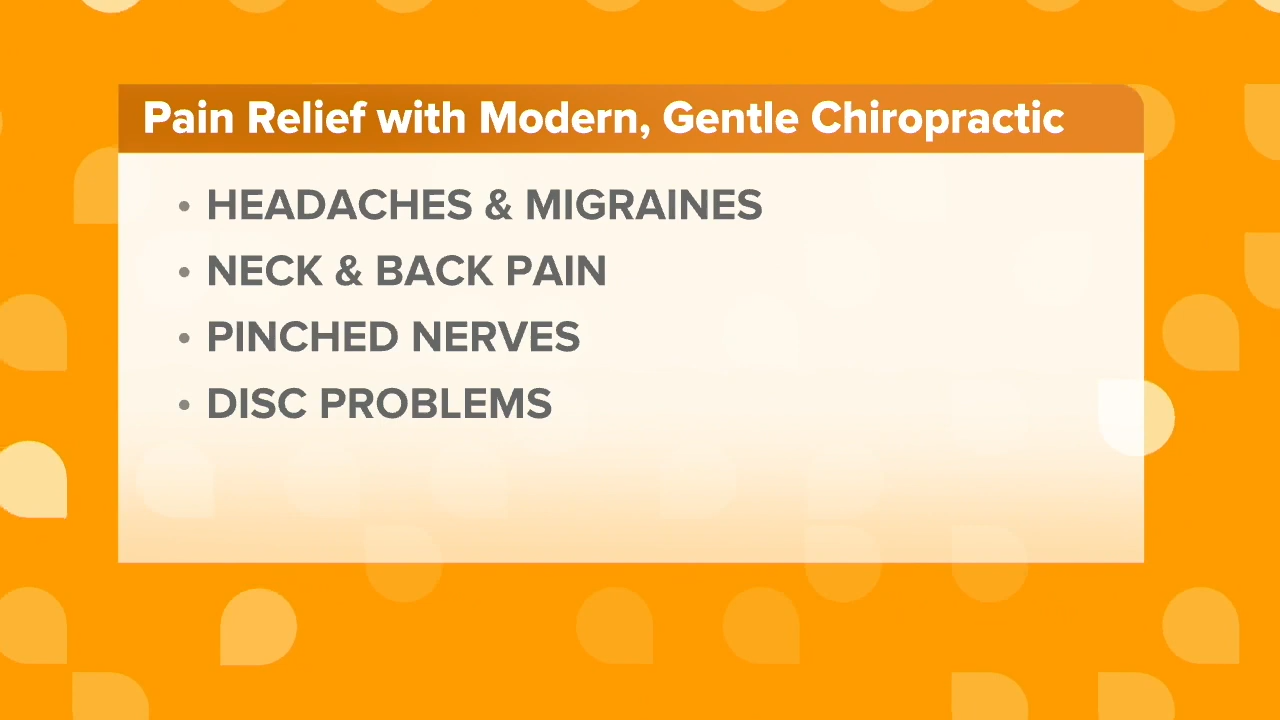 Pain Relief with Modern, Gentle Chiropractic
• HEADACHES & MIGRAINES
• NECK & BACK PAIN
• PINCHED NERVES
• DISC PROBLEMS